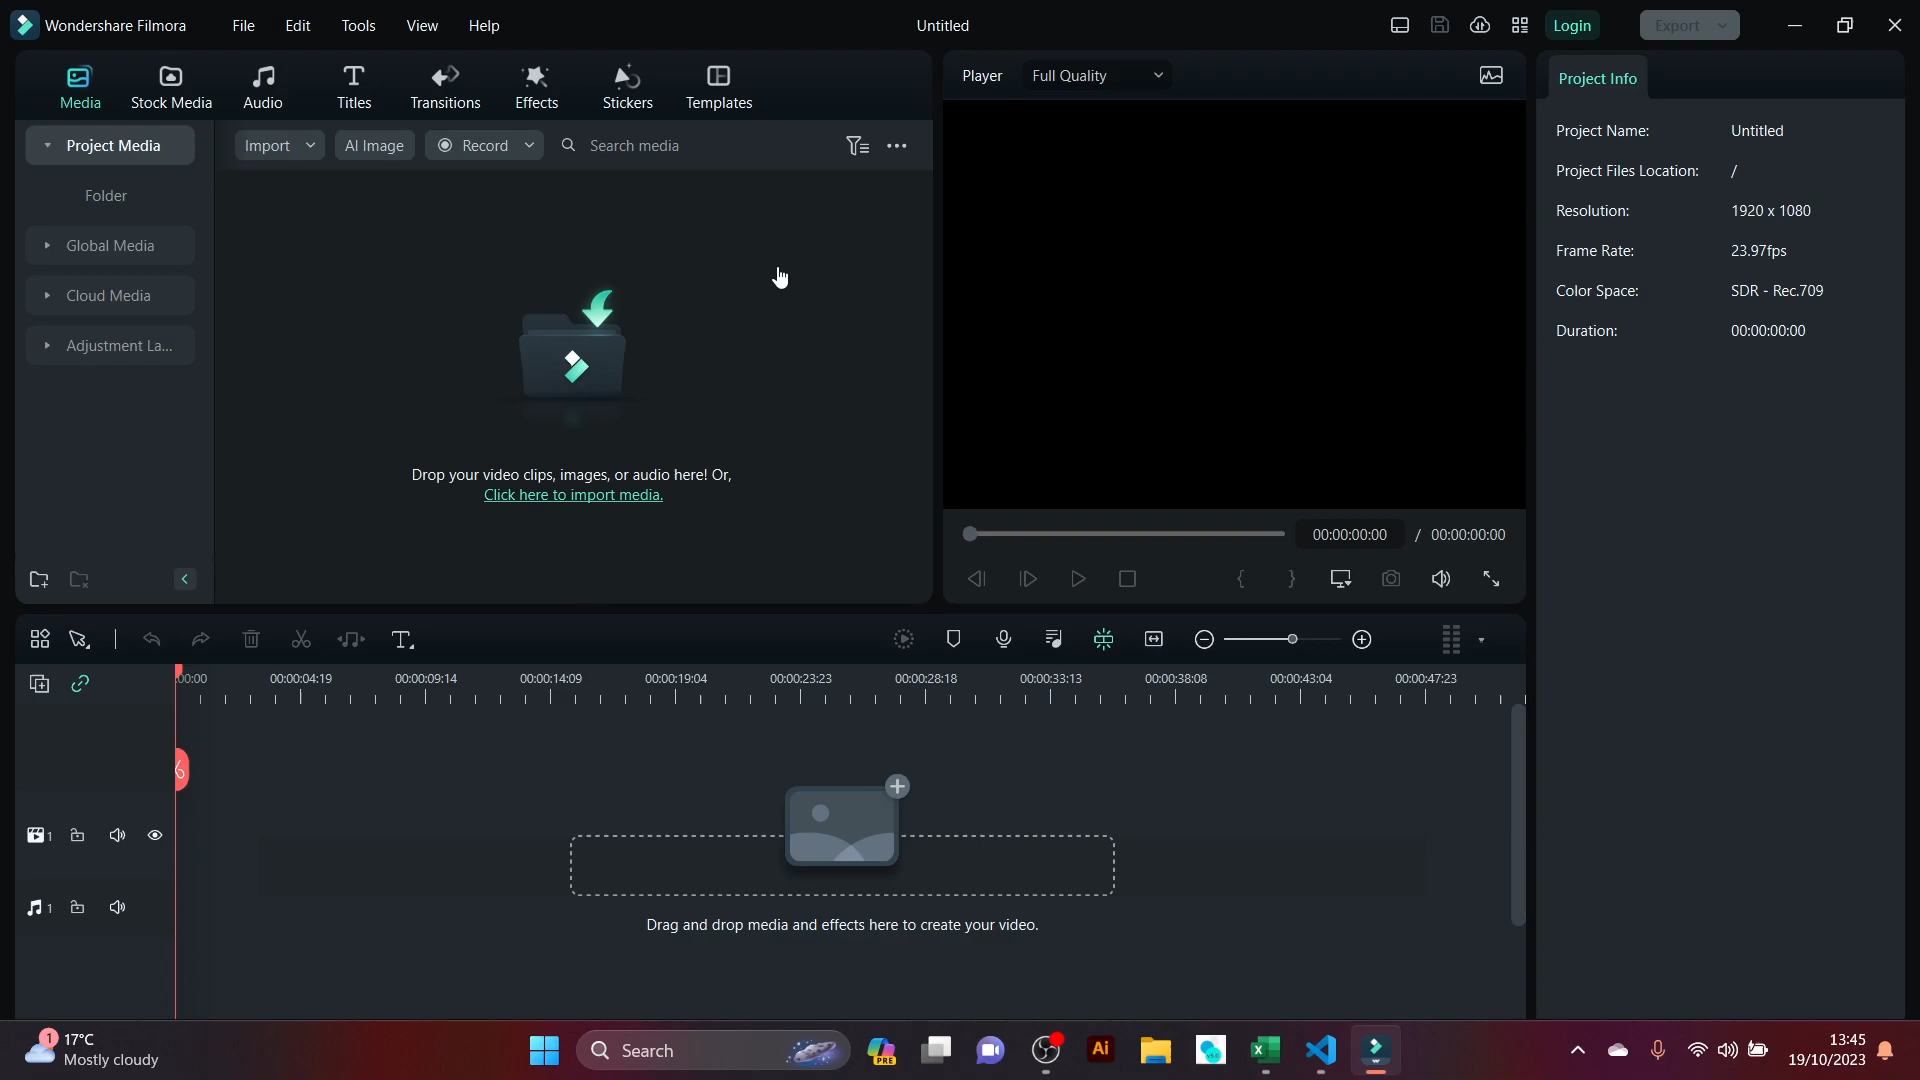 Wondershare Filmora File Edit Tools View Help Untitled Login Export
Media Stock Media Audio Titles Transitions Effects Stickers Templates
Player Full Quality
Project Info
Project Media
Import AI Image Record Search media
Folder
Global Media
Cloud Media
Adjustment La...
Drop your video clips, images, or audio here! Or,
Click here to import media.
Project Name: Untitled
Project Files Location: /
Resolution: 1920 x 1080
Frame Rate: 23.97fps
Color Space: SDR - Rec.709
Duration: 00:00:00:00
00:00:00:00 / 00:00:00:00
{ }
:00:00 00:00:04:19 00:00:09:14 00:00:14:09 00:00:19:04 00:00:23:23 00:00:28:18 00:00:33:13 00:00:38:08 00:00:43:04 00:00:47:23
1
1
Drag and drop media and effects here to create your video.
1 17°C
Mostly cloudy
Search
PRE
Ai
13:45
19/10/2023